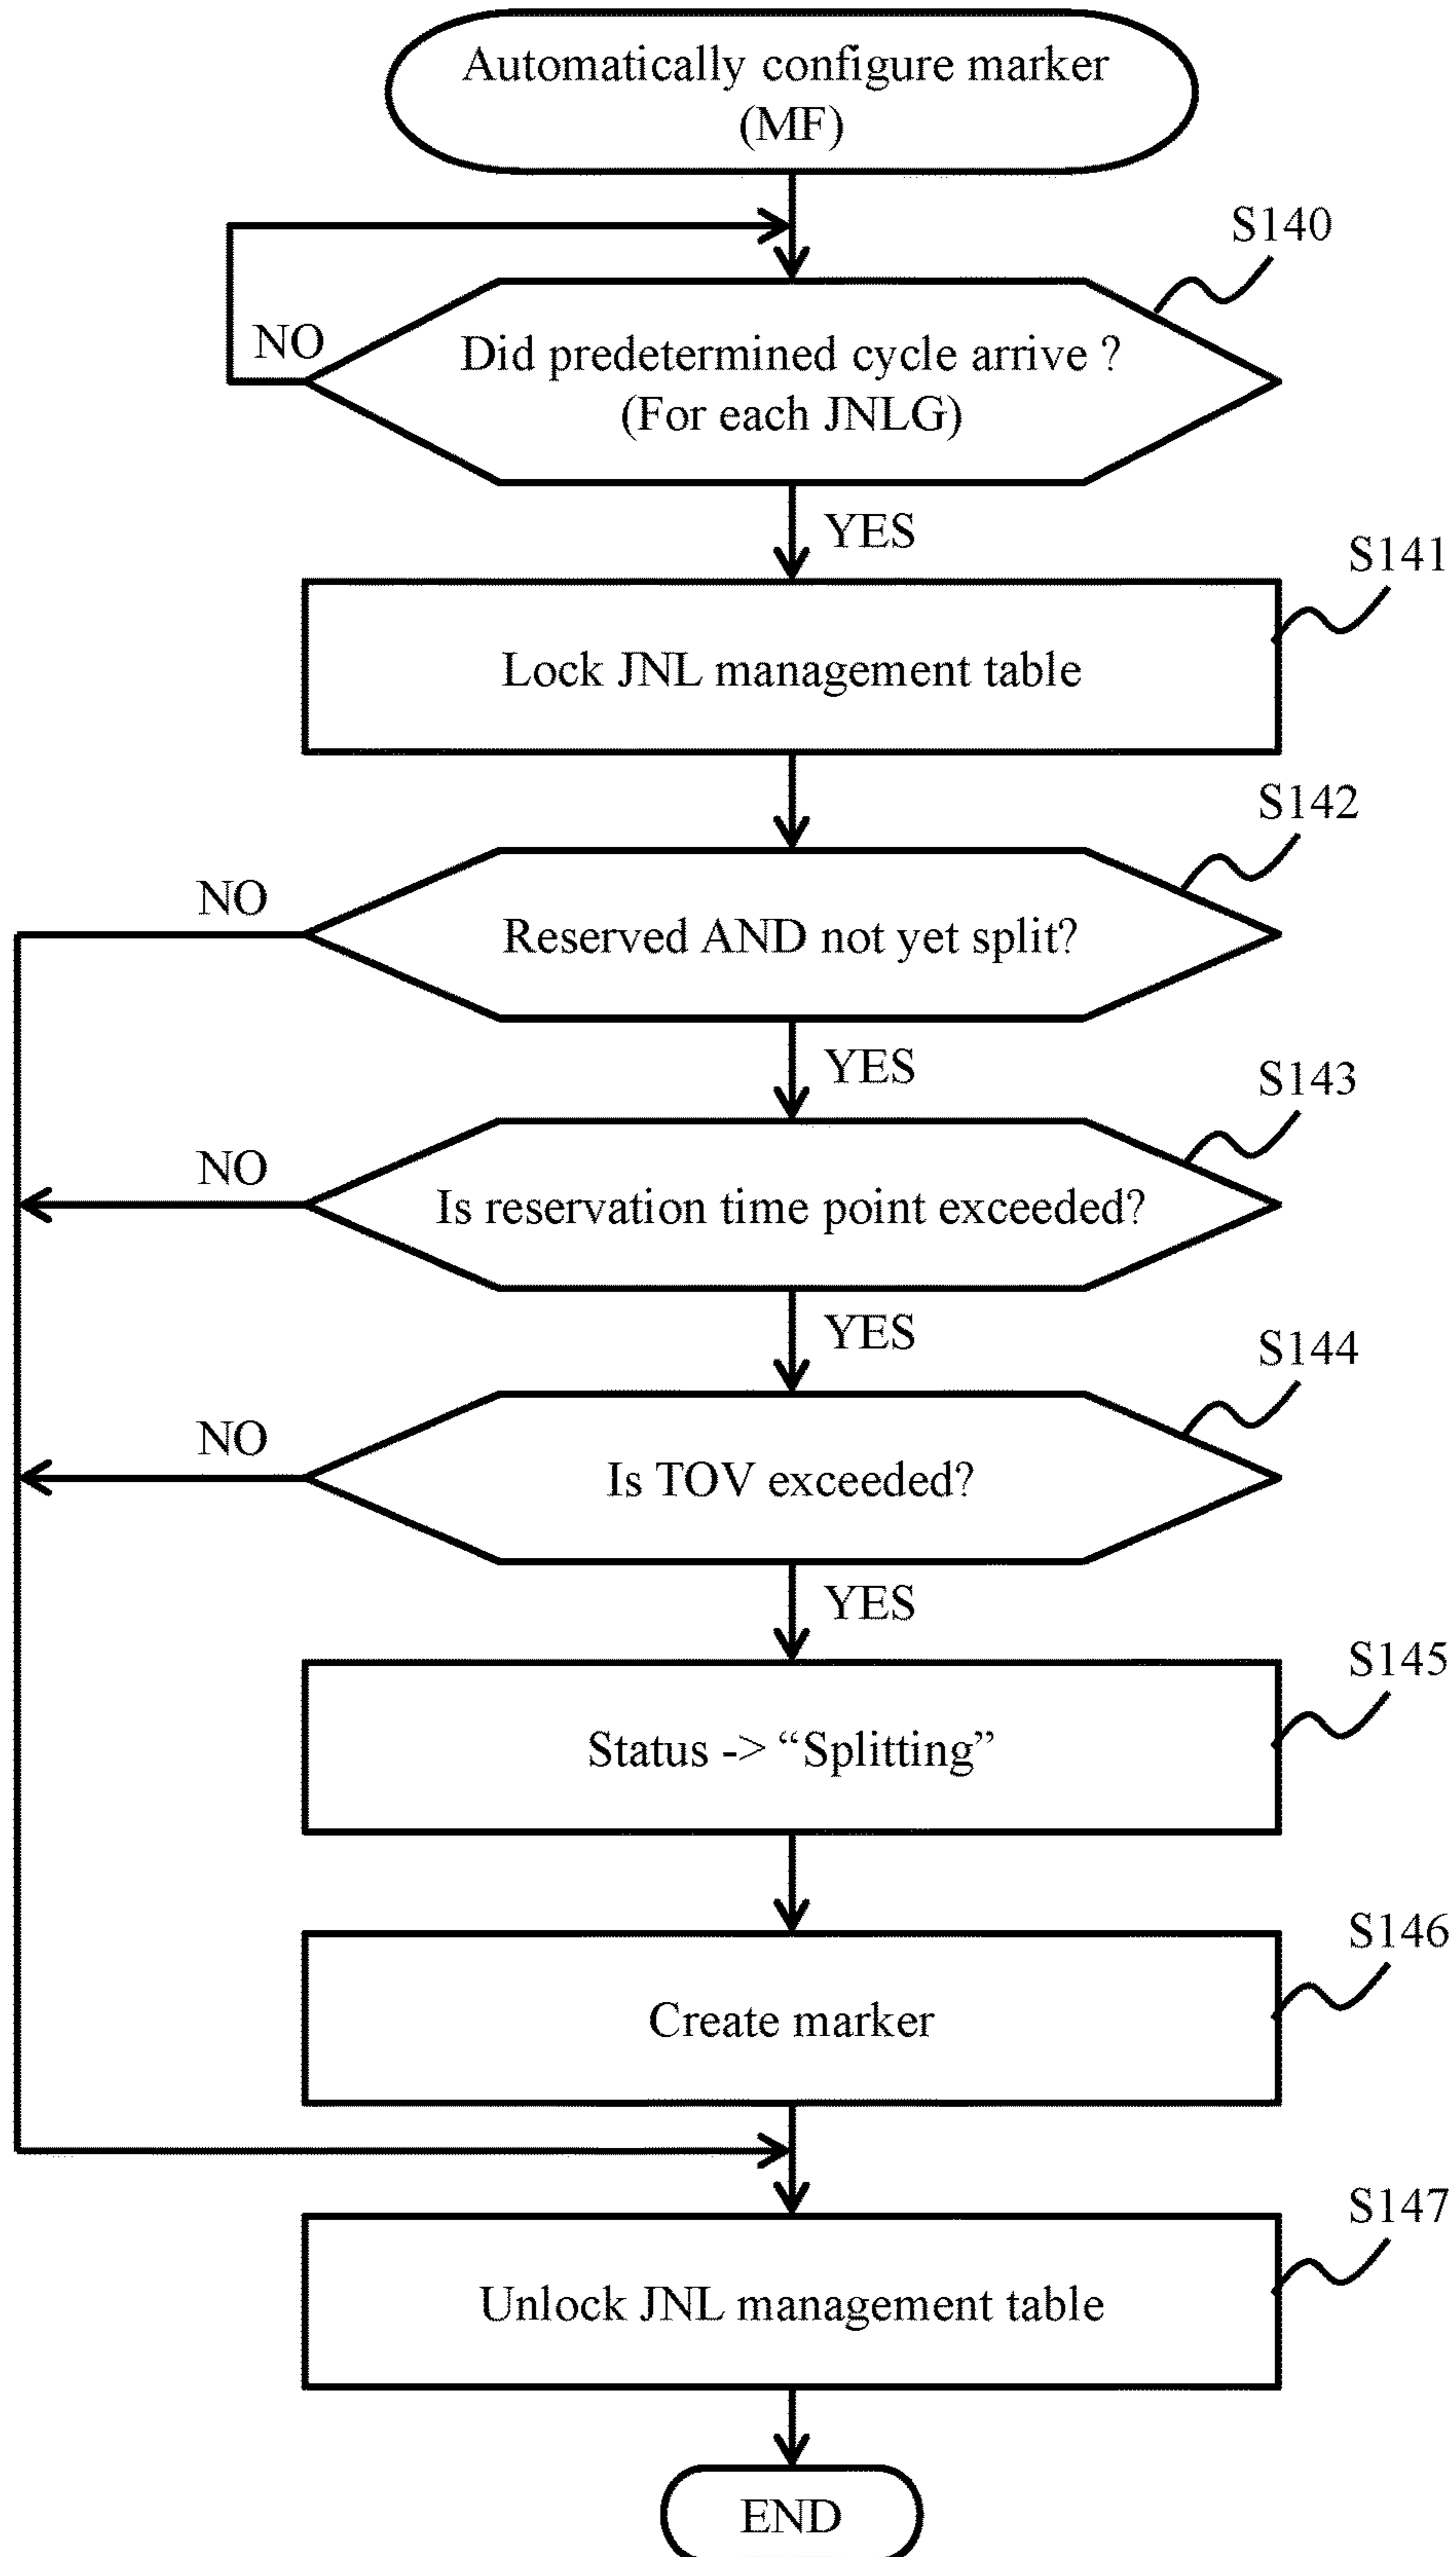 Automatically configure marker
(MF)
S140
NO
Did predetermined cycle arrive ?
(For each JNLG)
YES
S141
Lock JNL management table
S142
NO
Reserved AND not yet split?
YES
S143
NO
Is reservation time point exceeded?
YES
S144
NO
Is TOV exceeded?
YES
S145
Status -> “Splitting”
S146
Create marker
S147
Unlock JNL management table
END